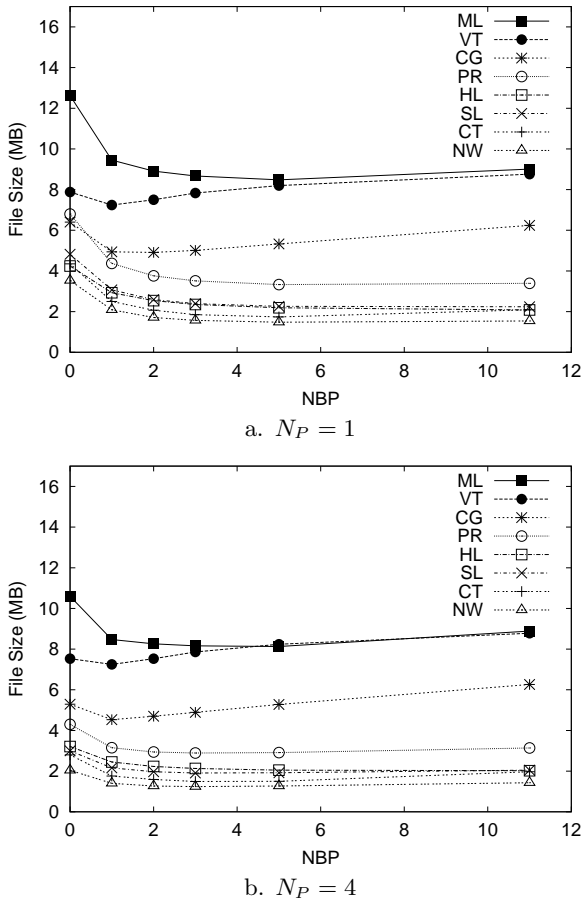 16
14
12
10
8
6
4
2
0
File Size (MB)
ML
VT
CG
PR
HL
SL
CT
NW
0 2 4 6 8 10 12
NBP
a. N_P = 1
16
14
12
10
8
6
4
2
0
File Size (MB)
ML
VT
CG
PR
HL
SL
CT
NW
0 2 4 6 8 10 12
NBP
b. N_P = 4